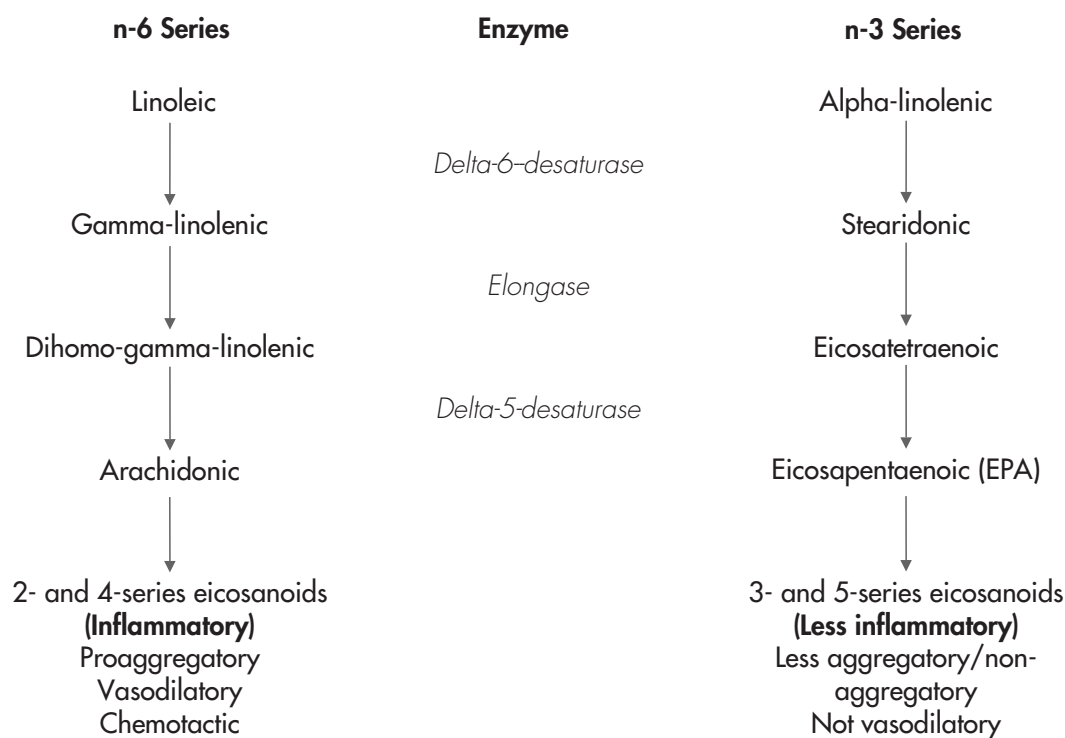 n-6 Series Enzyme n-3 Series
Linoleic Alpha-linolenic
Delta-6–desaturase
Gamma-linolenic Stearidonic
Elongase
Dihomo-gamma-linolenic Eicosatetraenoic
Delta-5-desaturase
Arachidonic Eicosapentaenoic (EPA)
2- and 4-series eicosanoids 3- and 5-series eicosanoids
(Inflammatory) (Less inflammatory)
Proaggregatory Less aggregatory/non-
Vasodilatory aggregatory
Chemotactic Not vasodilatory